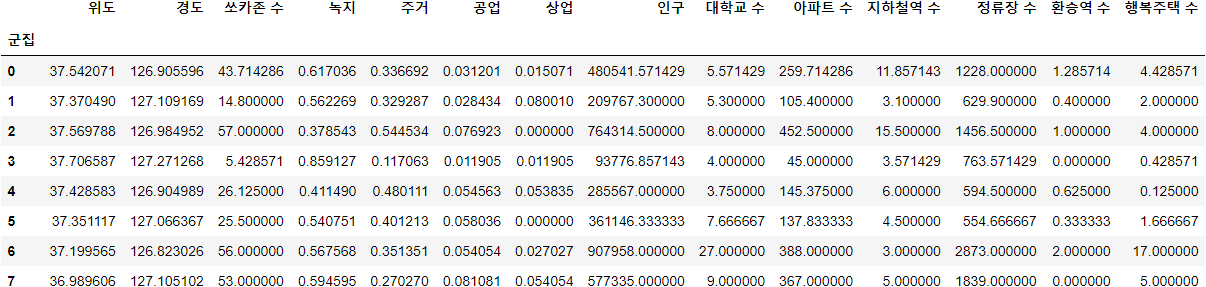 위도 경도 쏘카존 수 녹지 주거 공업 상업 인구 대학교 수 아파트 수 지하철역 수 정류장 수 환승역 수 행복주택 수
군집
0 37.542071 126.905596 43.714286 0.617036 0.336692 0.031201 0.015071 480541.571429 5.571429 259.714286 11.857143 1228.000000 1.285714 4.428571
1 37.370490 127.109169 14.800000 0.562269 0.329287 0.028434 0.080010 209767.300000 5.300000 105.400000 3.100000 629.900000 0.400000 2.000000
2 37.569788 126.984952 57.000000 0.378543 0.544534 0.076923 0.000000 764314.500000 8.000000 452.500000 15.500000 1456.500000 1.000000 4.000000
3 37.706587 127.271268 5.428571 0.859127 0.117063 0.011905 0.011905 93776.857143 4.000000 45.000000 3.571429 763.571429 0.000000 0.428571
4 37.428583 126.904989 26.125000 0.411490 0.480111 0.054563 0.053835 285567.000000 3.750000 145.375000 6.000000 594.500000 0.625000 0.125000
5 37.351117 127.066367 25.500000 0.540751 0.401213 0.058036 0.000000 361146.333333 7.666667 137.833333 4.500000 554.666667 0.333333 1.666667
6 37.199565 126.823026 56.000000 0.567568 0.351351 0.054054 0.027027 907958.000000 27.000000 388.000000 3.000000 2873.000000 2.000000 17.000000
7 36.989606 127.105102 53.000000 0.594595 0.270270 0.081081 0.054054 577335.000000 9.000000 367.000000 5.000000 1839.000000 0.000000 5.000000